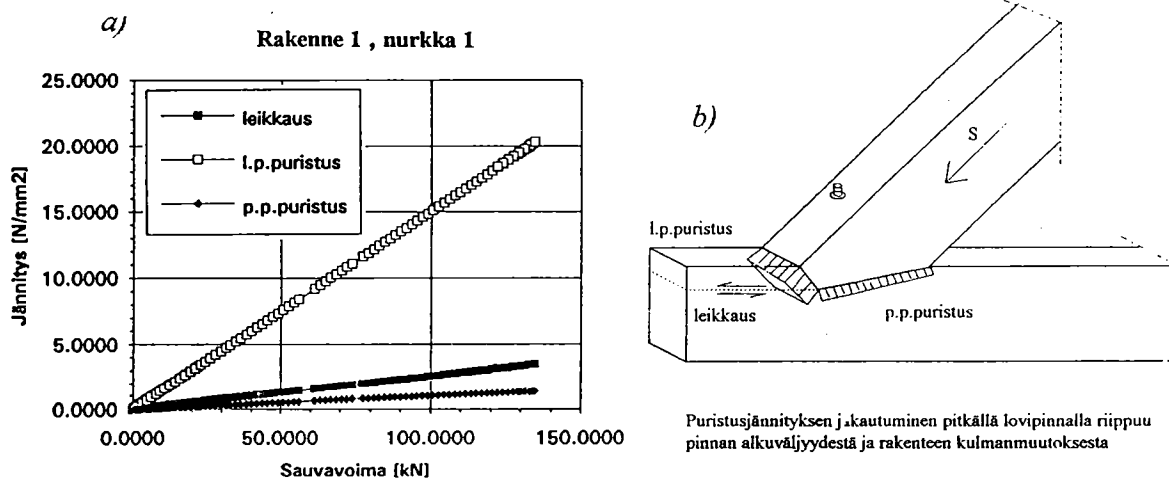 a)
Rakenne 1 , nurkka 1
25.0000
20.0000
15.0000
10.0000
5.0000
0.0000
Jännitys [N/mm2]
leikkaus
l.p.puristus
p.p.puristus
0.0000 50.0000 100.0000 150.0000
Sauvavoima [kN]
b)
S
l.p.puristus
leikkaus
p.p.puristus
Puristusjännityksen jakautuminen pitkällä lovipinnalla riippuu
pinnan alkuväljyydestä ja rakenteen kulmanmuutoksesta